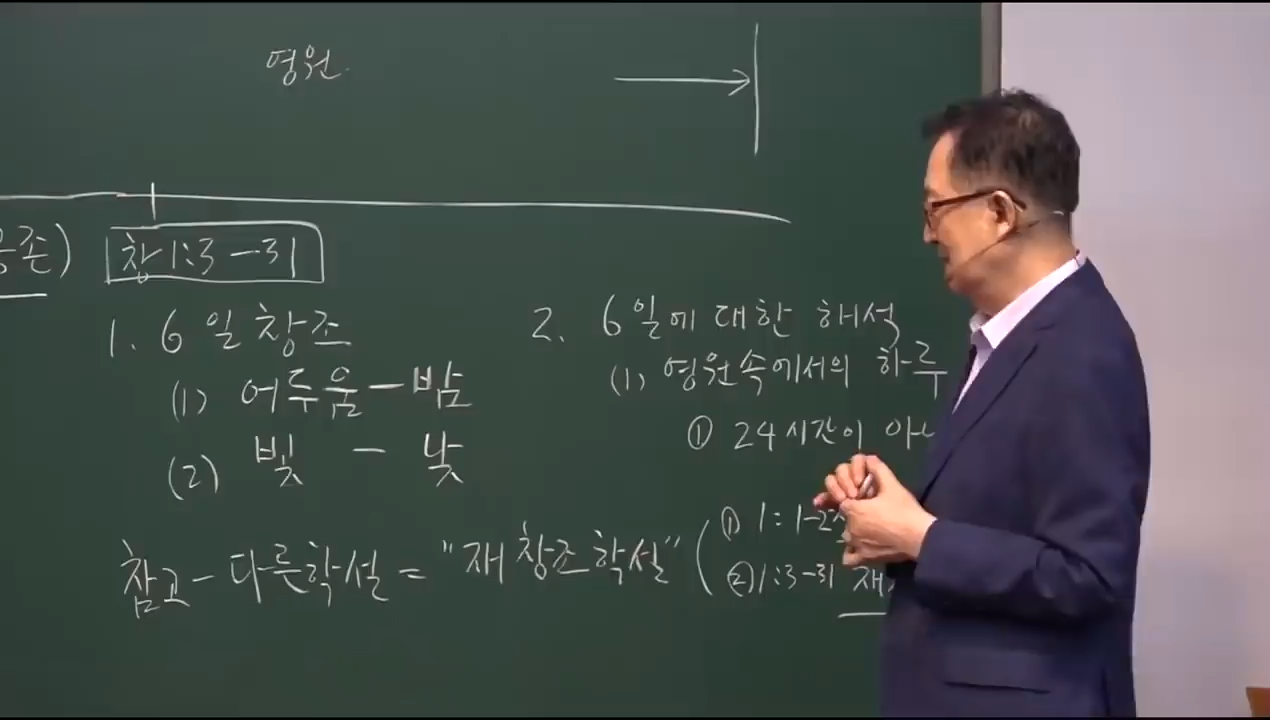 영원
존)
창1:3-31
1. 6일 창조
(1) 어두움 - 밤
(2) 빛 - 낮
2. 6일에 대한 해석
(1) 영원속에서의 하루
① 24시간이
참고 - 다른학설 = "재창조학설" (① 1:1-2
② 1:3-31 재